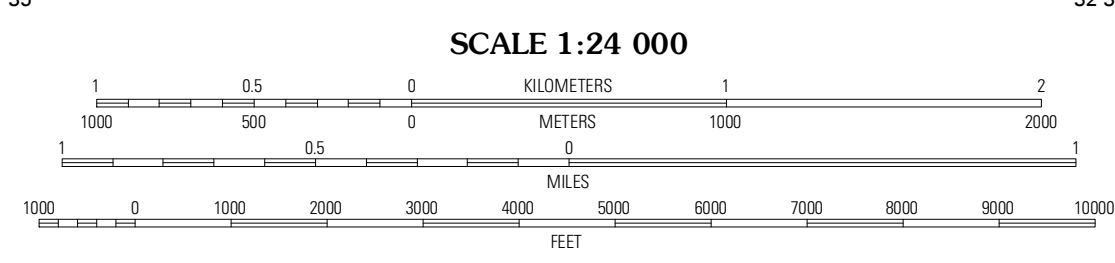 SCALE 1:24 000
1 0.5 0 KILOMETERS 1 2
1000 500 0 METERS 1000 2000
1 0.5 0 1
MILES
1000 0 1000 2000 3000 4000 5000 6000 7000 8000 9000 10000
FEET